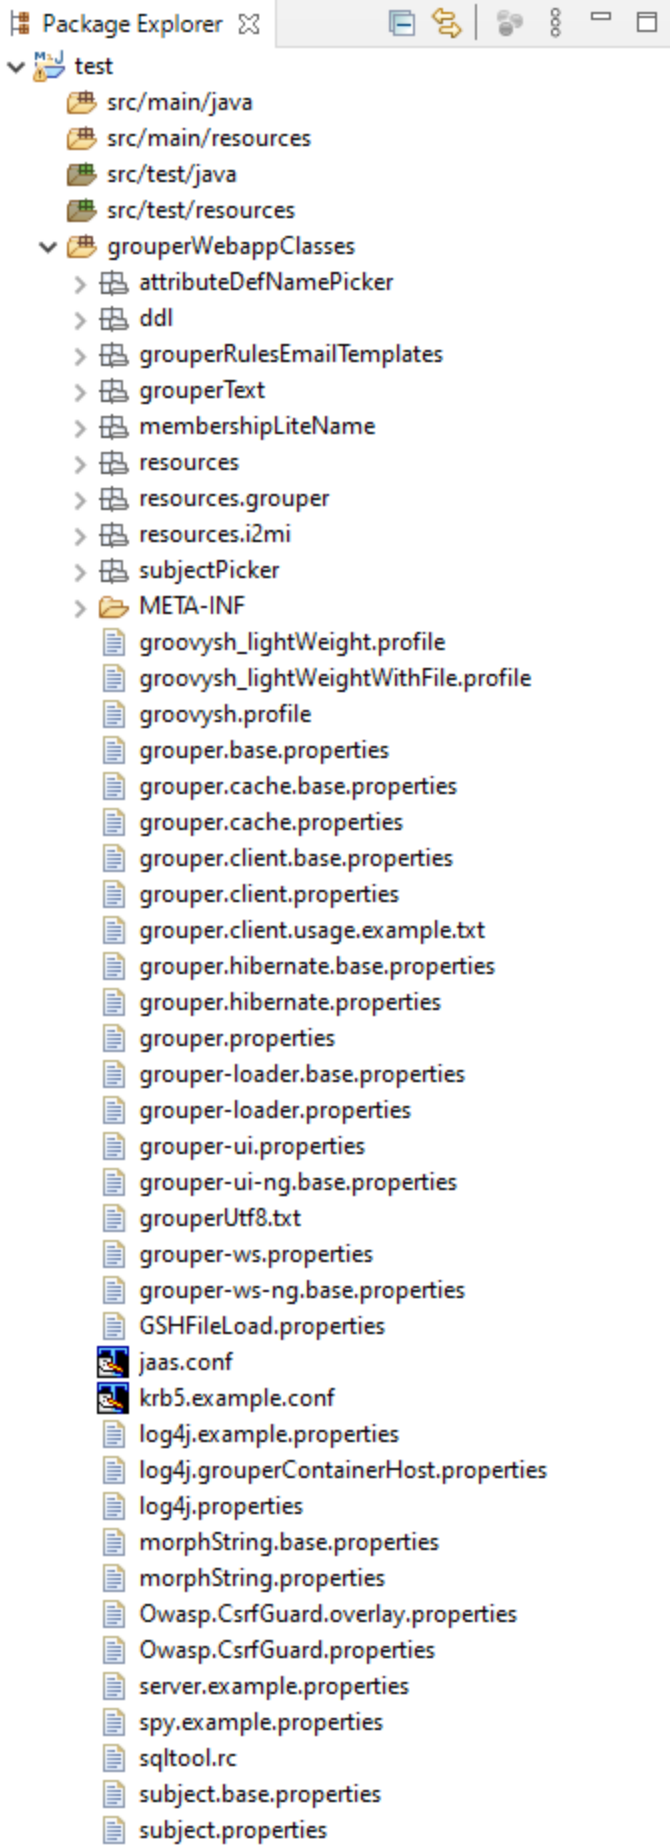 Package Explorer
test
src/main/java
src/main/resources
src/test/java
src/test/resources
grouperWebappClasses
attributeDefNamePicker
ddl
grouperRulesEmailTemplates
grouperText
membershipLiteName
resources
resources.grouper
resources.i2mi
subjectPicker
META-INF
groovysh_lightWeight.profile
groovysh_lightWeightWithFile.profile
groovysh.profile
grouper.base.properties
grouper.cache.base.properties
grouper.cache.properties
grouper.client.base.properties
grouper.client.properties
grouper.client.usage.example.txt
grouper.hibernate.base.properties
grouper.hibernate.properties
grouper.properties
grouper-loader.base.properties
grouper-loader.properties
grouper-ui.properties
grouper-ui-ng.base.properties
grouperUtf8.txt
grouper-ws.properties
grouper-ws-ng.base.properties
GSHFileLoad.properties
jaas.conf
krb5.example.conf
log4j.example.properties
log4j.grouperContainerHost.properties
log4j.properties
morphString.base.properties
morphString.properties
Owasp.CsrfGuard.overlay.properties
Owasp.CsrfGuard.properties
server.example.properties
spy.example.properties
sqltool.rc
subject.base.properties
subject.properties